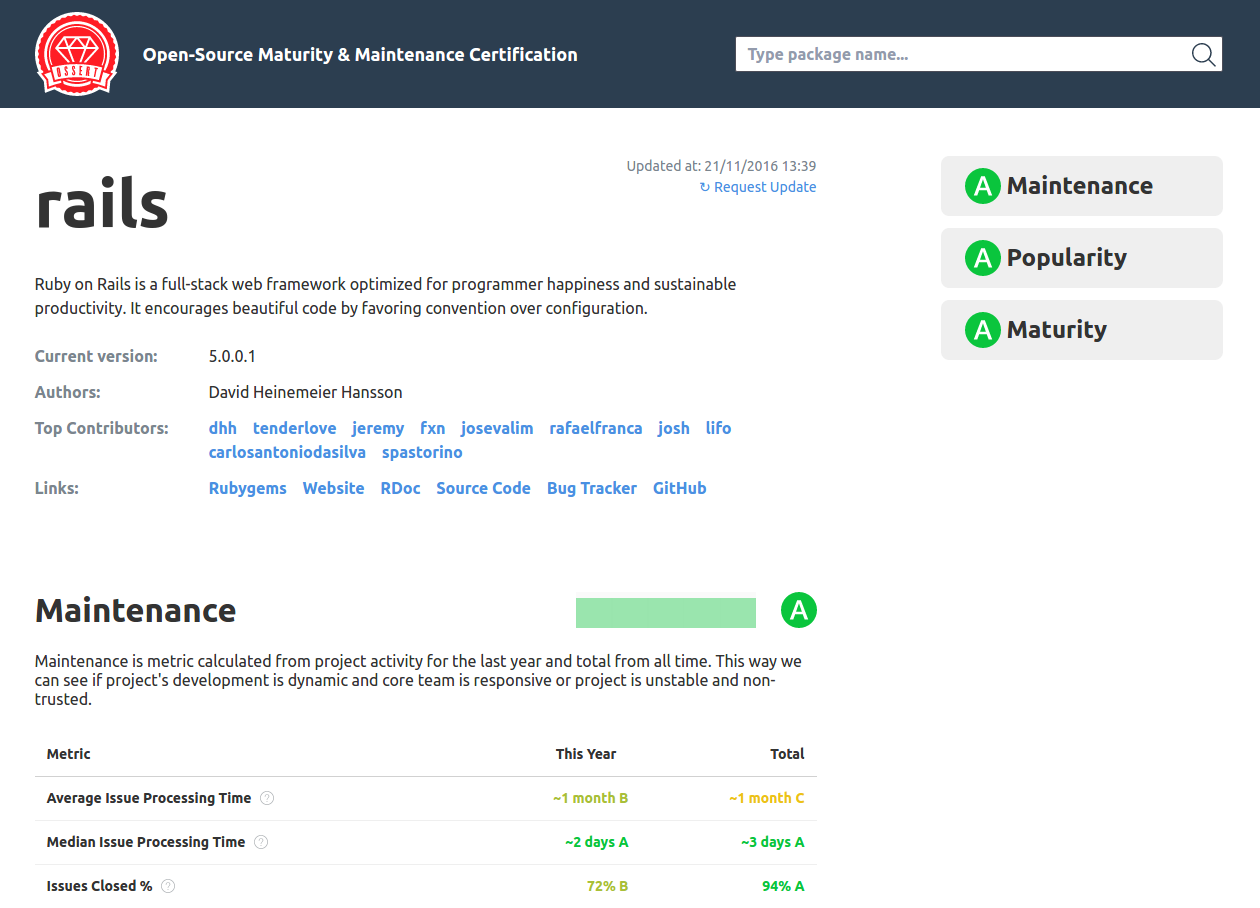 OSSERT
Open-Source Maturity & Maintenance Certification
Type package name...
rails
Updated at: 21/11/2016 13:39
↻ Request Update
Ruby on Rails is a full-stack web framework optimized for programmer happiness and sustainable
productivity. It encourages beautiful code by favoring convention over configuration.
Current version: 5.0.0.1
Authors: David Heinemeier Hansson
Top Contributors: dhh tenderlove jeremy fxn josevalim rafaelfranca josh lifo
carlosantoniodasilva spastorino
Links: Rubygems Website RDoc Source Code Bug Tracker GitHub
A Maintenance
A Popularity
A Maturity
Maintenance A
Maintenance is metric calculated from project activity for the last year and total from all time. This way we
can see if project's development is dynamic and core team is responsive or project is unstable and non-
trusted.
Metric This Year Total
Average Issue Processing Time ? ~1 month B ~1 month C
Median Issue Processing Time ? ~2 days A ~3 days A
Issues Closed % ? 72% B 94% A